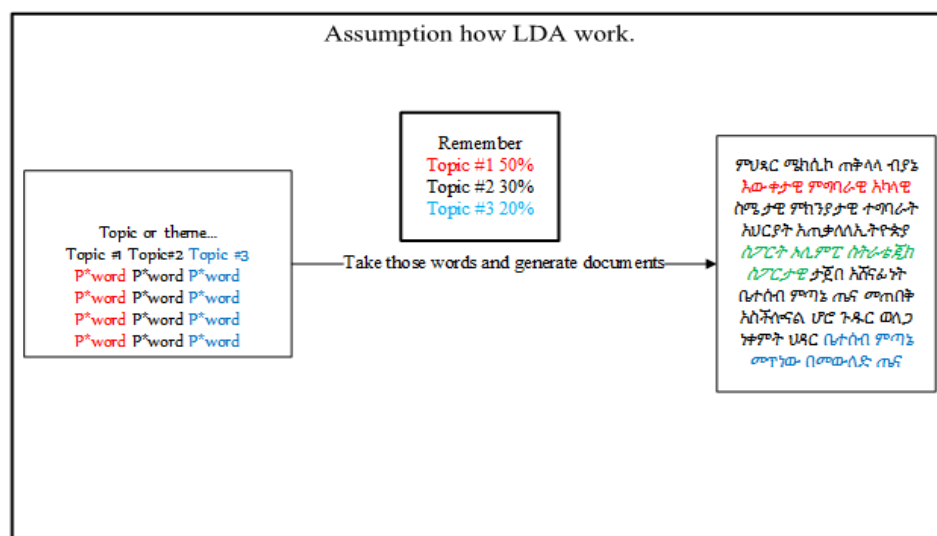 Assumption how LDA work.
Remember
Topic #1 50%
Topic #2 30%
Topic #3 20%
Topic or theme...
Topic #1 Topic#2 Topic #3
P*word P*word P*word
P*word P*word P*word
P*word P*word P*word
P*word P*word P*word
Take those words and generate documents
ምህጻር ሜክሲኮ ጠቅላላ ብያኔ
እውቀታዊ ምግባራዊ አካላዊ
ስሜታዊ ምክንያታዊ ተግባራት
አህርያት አጠቃለለኢትዮጵያ
ስፖርት ኦሊምፒ ስትራቴጂክ
ስፖርታዊ ታጀበ አሸናፊነት
ቤተሰብ ምጣኔ ጤና መጠበቅ
አስችሎናል ሆሮ ጉዱር ወለጋ
ነቀምት ህዳር ቤተሰብ ምጣኔ
መጥነው በመውለድ ጤና